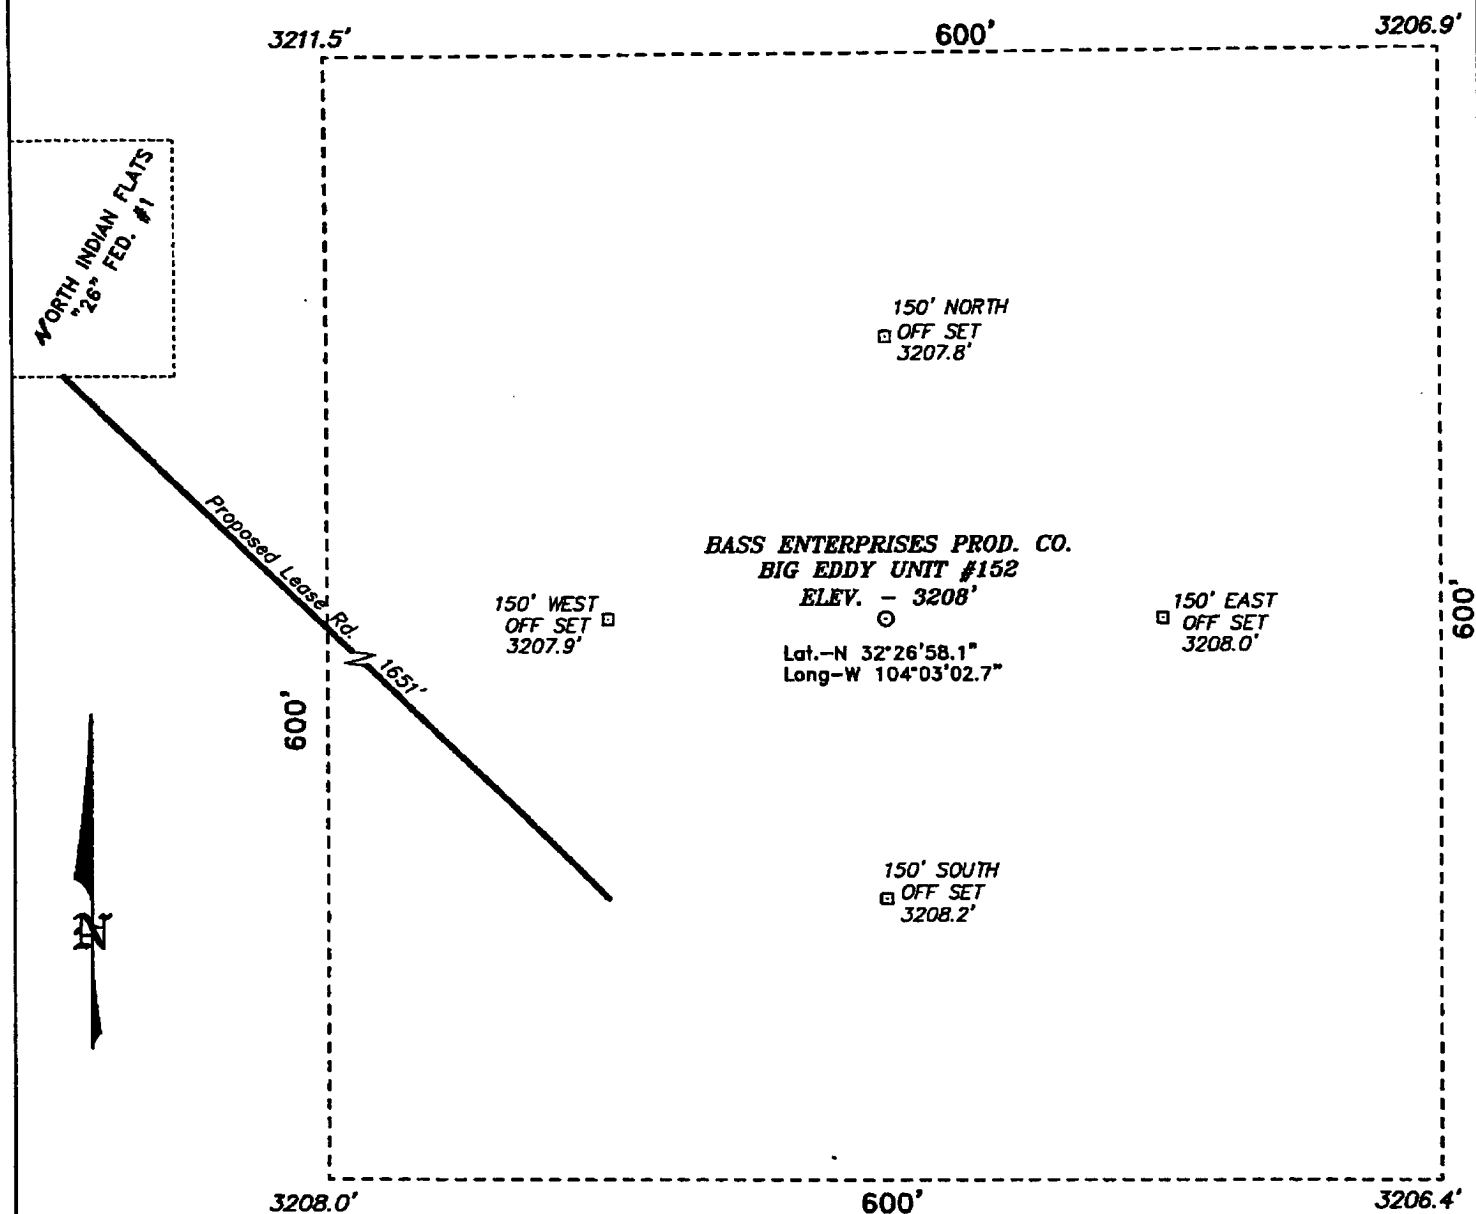 3211.5'
600'
3206.9'
NORTH INDIAN FLATS
"26" FED. #1
150' NORTH
OFF SET
3207.8'
Proposed Lease Rd.
1651'
BASS ENTERPRISES PROD. CO.
BIG EDDY UNIT #152
ELEV. - 3208'
Lat.-N 32°26'58.1"
Long-W 104°03'02.7"
150' WEST
OFF SET
3207.9'
150' EAST
OFF SET
3208.0'
600'
600'
150' SOUTH
OFF SET
3208.2'
N
3208.0'
600'
3206.4'